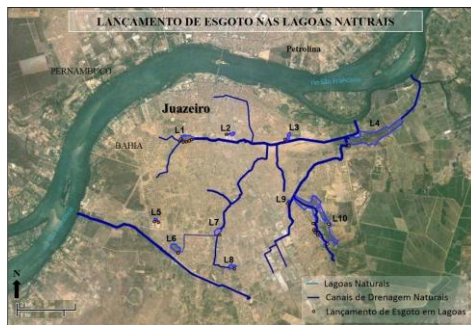 LANÇAMENTO DE ESGOTO NAS LAGOAS NATURAIS
Petrolina
PERNAMBUCO
Juazeiro
BAHIA
L1
L2
L3
L4
L5
L6
L7
L8
L9
L10
N
Lagoas Naturais
Canais de Drenagem Naturais
Lançamento de Esgoto em Lagoas